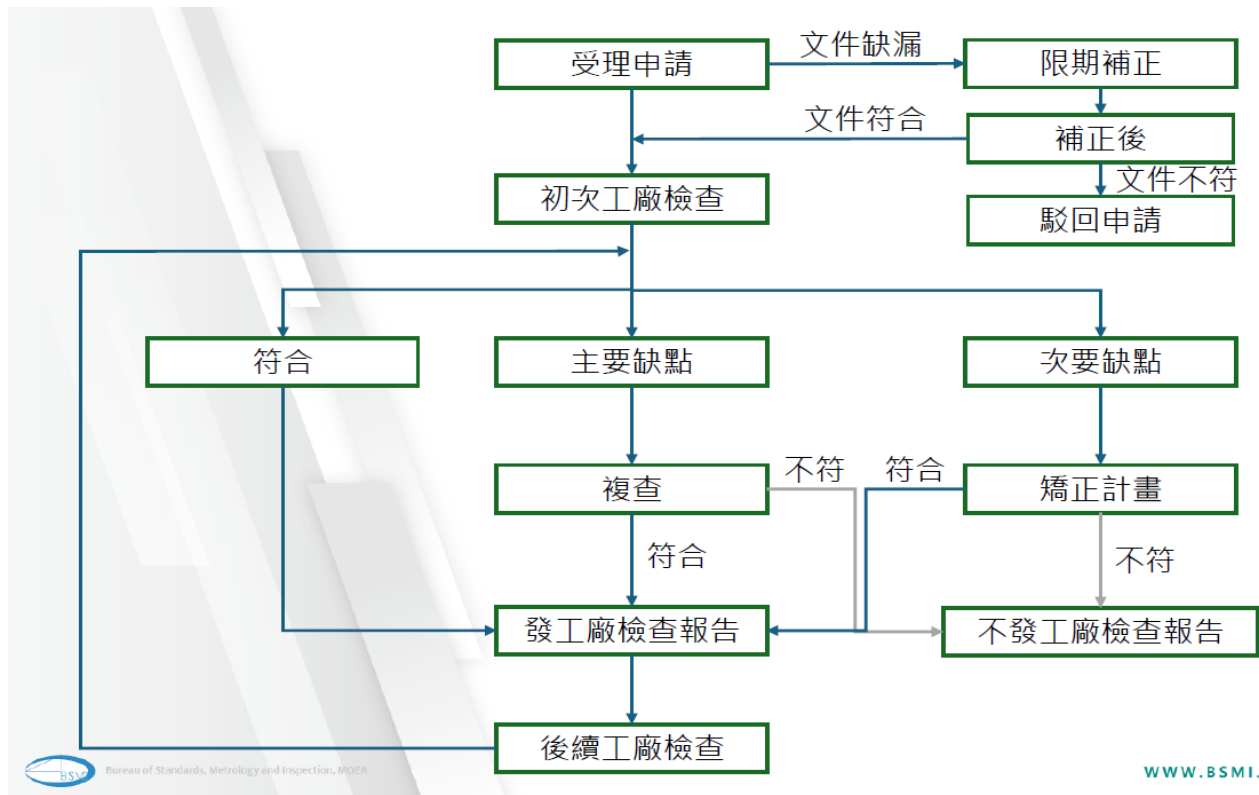 受理申請
文件缺漏
限期補正
文件符合
補正後
文件不符
初次工廠檢查
駁回申請
符合
主要缺點
次要缺點
複查
不符
符合
矯正計畫
符合
不符
發工廠檢查報告
不發工廠檢查報告
後續工廠檢查
BSMI
Bureau of Standards, Metrology and Inspection, MOEA
WWW.BSMI.